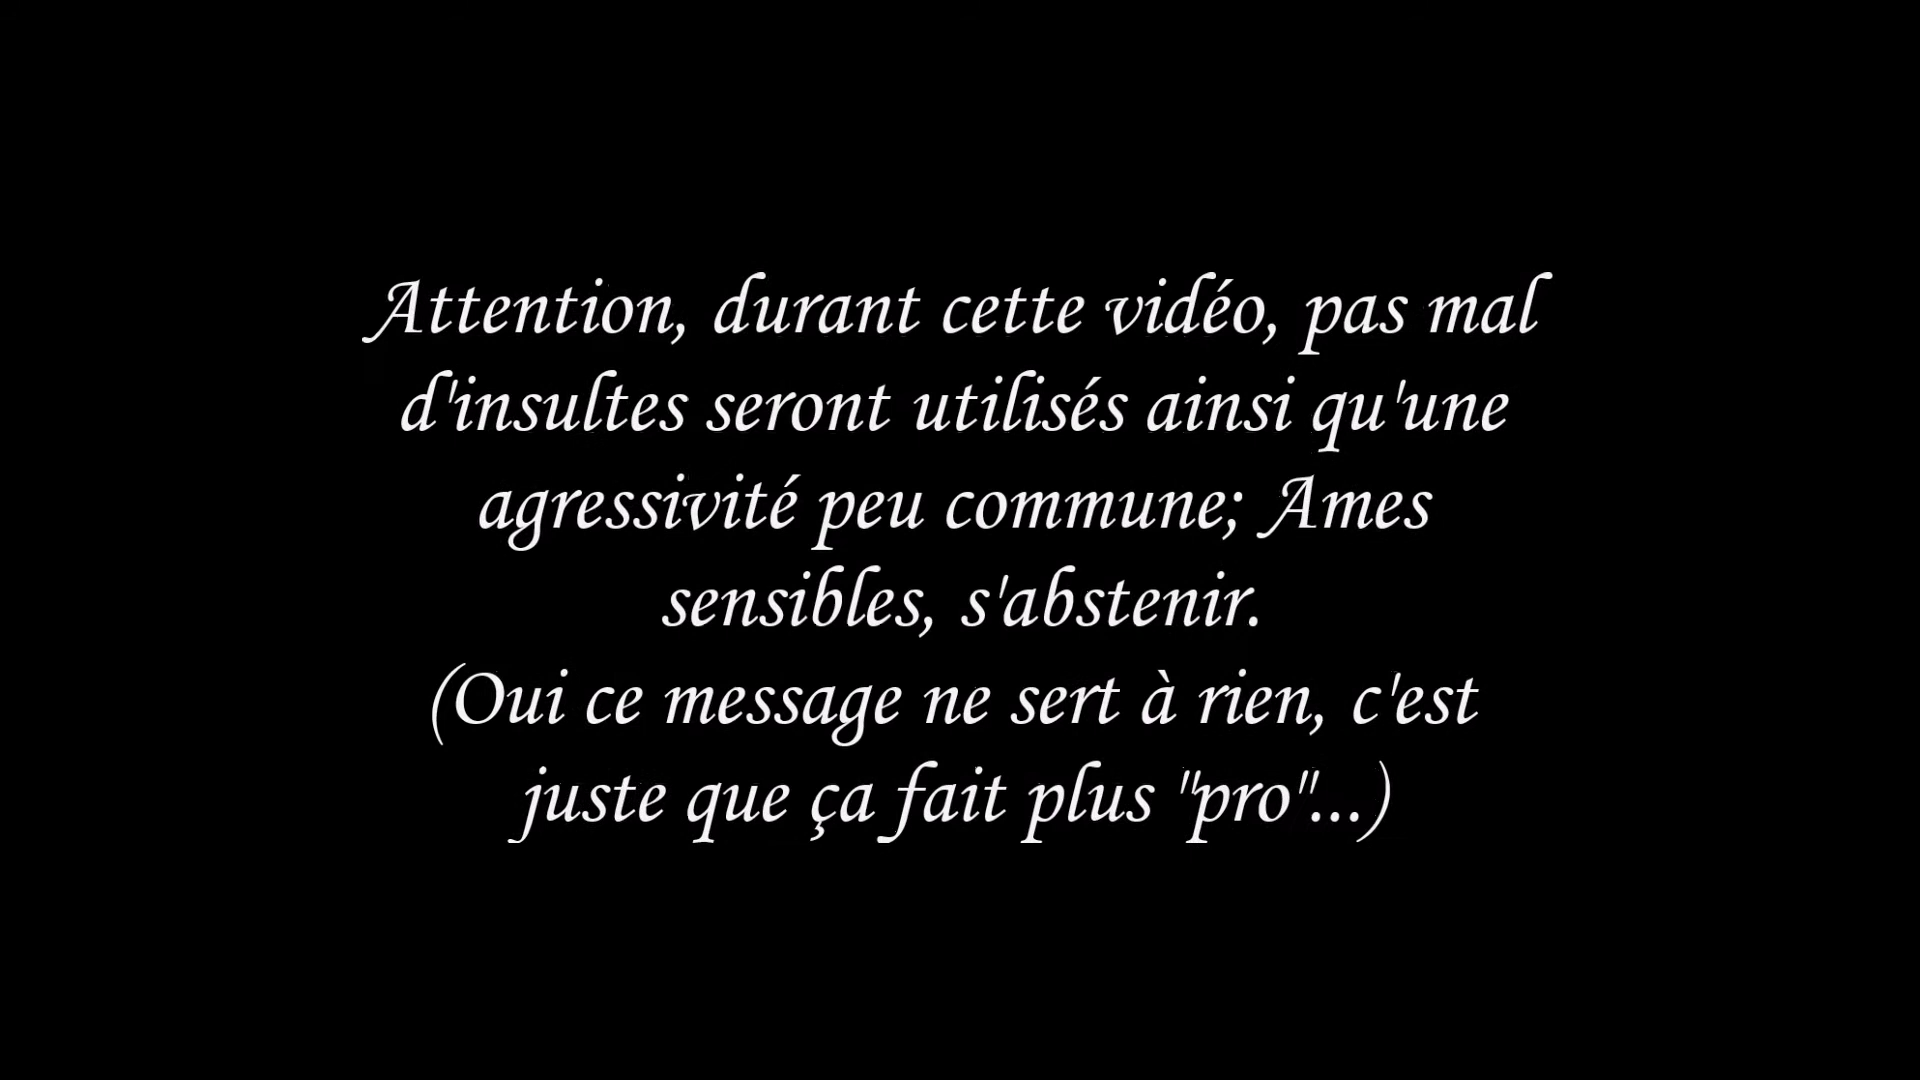 Attention, durant cette vidéo, pas mal
d'insultes seront utilisés ainsi qu'une
agressivité peu commune; Ames
sensibles, s'abstenir.
(Oui ce message ne sert à rien, c'est
juste que ça fait plus "pro"...)